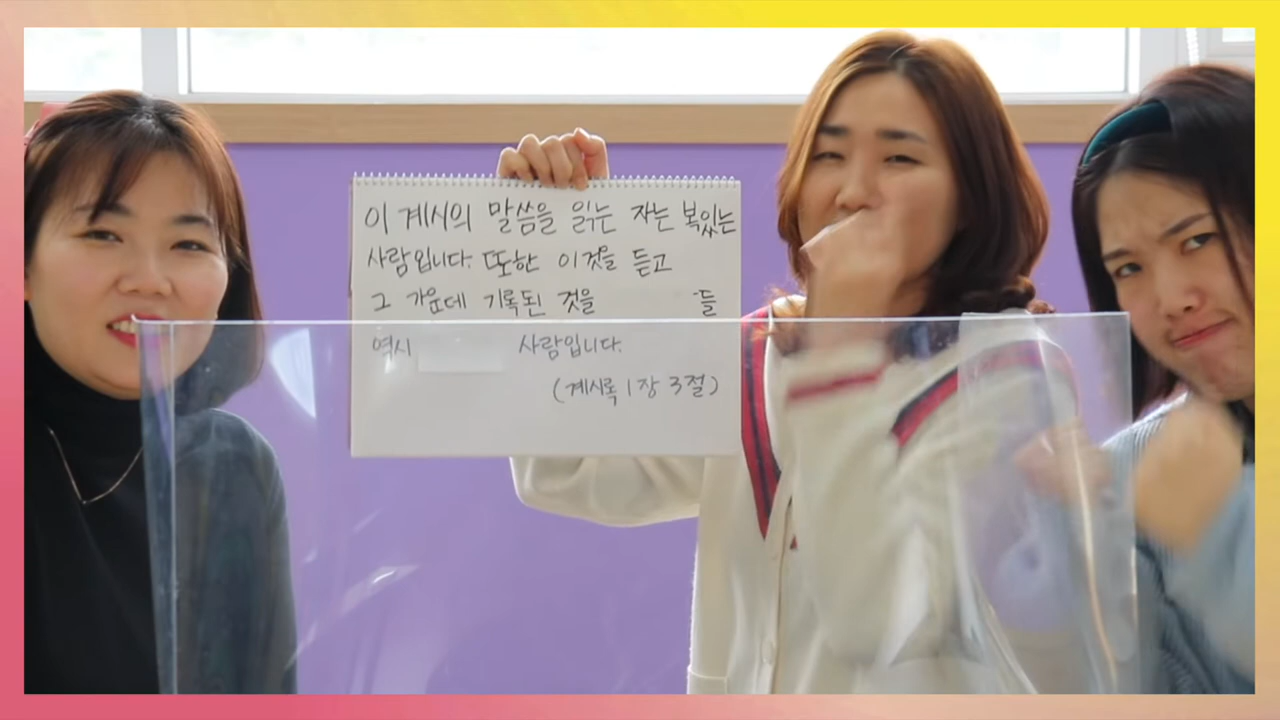 이 계시의 말씀을 읽는 자는 복있는
사람입니다. 또한 이것을 듣고
그 가운데 기록된 것을 들
역시 사람입니다.
(계시록 1장 3절)